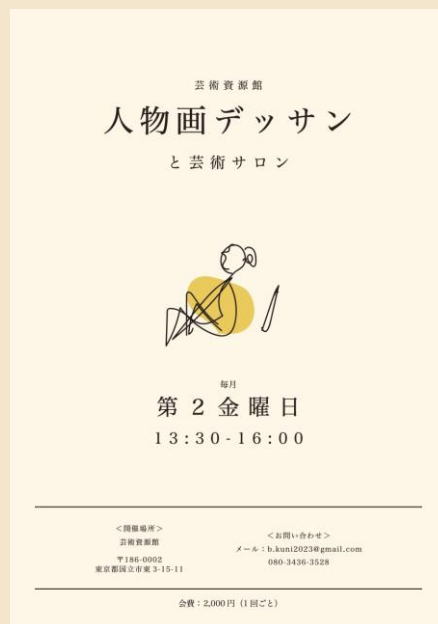 芸術資源館
人物画デッサン
と芸術サロン
毎月
第2金曜日
13:30-16:00
＜開催場所＞
芸術資源館
〒186-0002
東京都国立市東 3-15-11
＜お問い合わせ＞
メール：b.kuni2023@gmail.com
080-3436-3528
会費：2,000円（1回ごと）